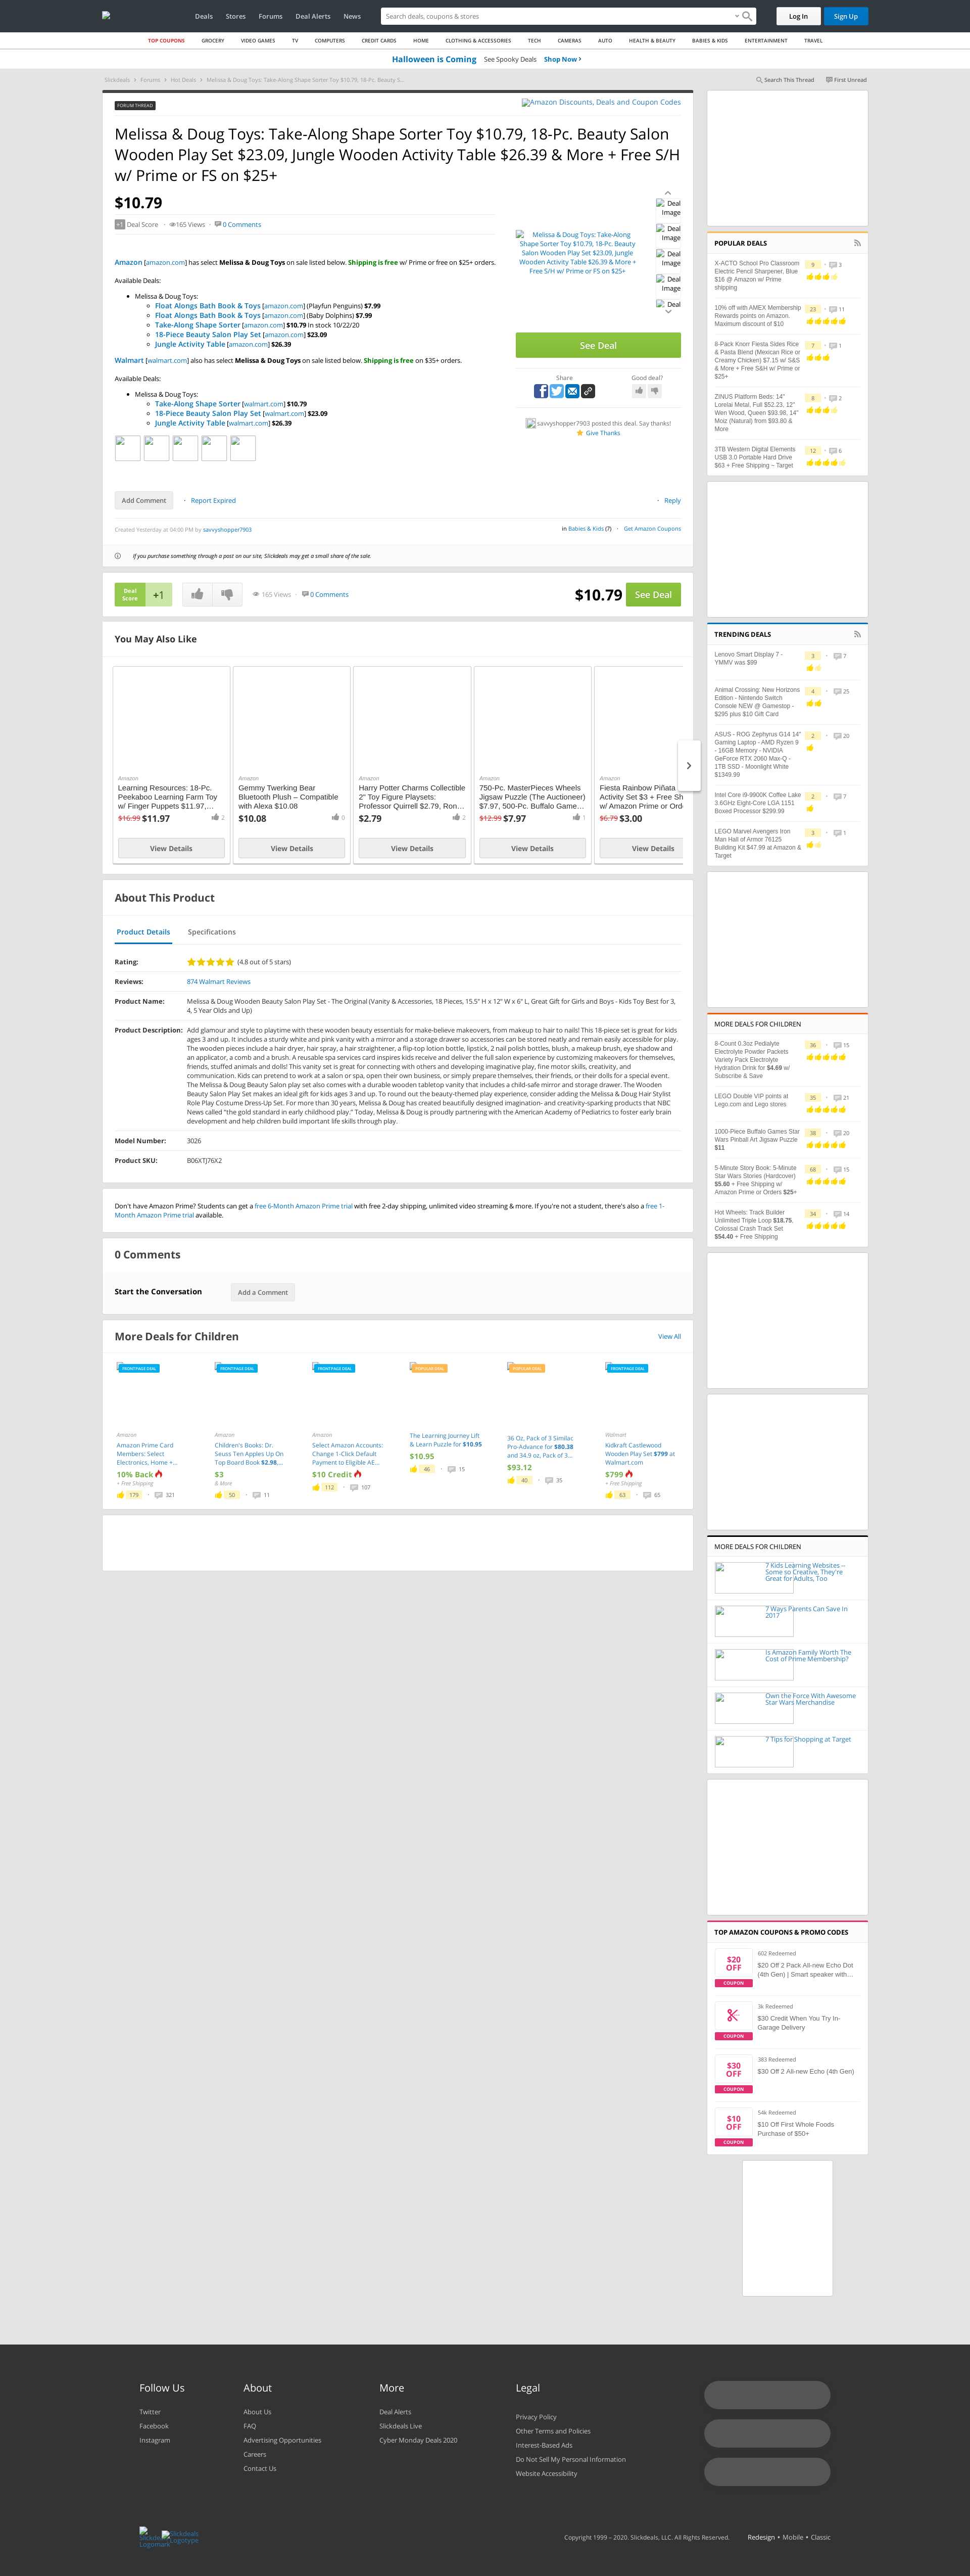 Deals Stores Forums Deal Alerts News Search deals, coupons & stores Log In Sign Up
TOP COUPONS GROCERY VIDEO GAMES TV COMPUTERS CREDIT CARDS HOME CLOTHING & ACCESSORIES TECH CAMERAS AUTO HEALTH & BEAUTY BABIES & KIDS ENTERTAINMENT TRAVEL
Halloween is Coming See Spooky Deals Shop Now ›
Slickdeals › Forums › Hot Deals › Melissa & Doug Toys: Take-Along Shape Sorter Toy $10.79, 18-Pc. Beauty S...
Search This Thread First Unread
FORUM THREAD
Amazon Discounts, Deals and Coupon Codes
Melissa & Doug Toys: Take-Along Shape Sorter Toy $10.79, 18-Pc. Beauty Salon
Wooden Play Set $23.09, Jungle Wooden Activity Table $26.39 & More + Free S/H
w/ Prime or FS on $25+
$10.79
+1 Deal Score · 165 Views · 0 Comments
Amazon [amazon.com] has select Melissa & Doug Toys on sale listed below. Shipping is free w/ Prime or free on $25+ orders.
Available Deals:
Melissa & Doug Toys:
Float Alongs Bath Book & Toys [amazon.com] (Playfun Penguins) $7.99
Float Alongs Bath Book & Toys [amazon.com] (Baby Dolphins) $7.99
Take-Along Shape Sorter [amazon.com] $10.79 In stock 10/22/20
18-Piece Beauty Salon Play Set [amazon.com] $23.09
Jungle Activity Table [amazon.com] $26.39
Walmart [walmart.com] also has select Melissa & Doug Toys on sale listed below. Shipping is free on $35+ orders.
Available Deals:
Melissa & Doug Toys:
Take-Along Shape Sorter [walmart.com] $10.79
18-Piece Beauty Salon Play Set [walmart.com] $23.09
Jungle Activity Table [walmart.com] $26.39
Melissa & Doug Toys: Take-Along
Shape Sorter Toy $10.79, 18-Pc. Beauty
Salon Wooden Play Set $23.09, Jungle
Wooden Activity Table $26.39 & More +
Free S/H w/ Prime or FS on $25+
Deal
Image
Deal
Image
Deal
Image
Deal
Image
Deal
See Deal
Share Good deal?
savvyshopper7903 posted this deal. Say thanks!
Give Thanks
Add Comment · Report Expired · Reply
Created Yesterday at 04:00 PM by savvyshopper7903
in Babies & Kids (7) · Get Amazon Coupons
If you purchase something through a post on our site, Slickdeals may get a small share of the sale.
Deal
Score
+1
165 Views · 0 Comments
$10.79 See Deal
You May Also Like
Amazon
Learning Resources: 18-Pc.
Peekaboo Learning Farm Toy
w/ Finger Puppets $11.97,…
$16.99 $11.97 2
View Details
Amazon
Gemmy Twerking Bear
Bluetooth Plush – Compatible
with Alexa $10.08
$10.08 0
View Details
Amazon
Harry Potter Charms Collectible
2" Toy Figure Playsets:
Professor Quirrell $2.79, Ron…
$2.79 2
View Details
Amazon
750-Pc. MasterPieces Wheels
Jigsaw Puzzle (The Auctioneer)
$7.97, 500-Pc. Buffalo Game…
$12.99 $7.97 1
View Details
Amazon
Fiesta Rainbow Piñata
Activity Set $3 + Free Sh
w/ Amazon Prime or Orde
$6.79 $3.00
View Details
About This Product
Product Details Specifications
Rating: (4.8 out of 5 stars)
Reviews: 874 Walmart Reviews
Product Name: Melissa & Doug Wooden Beauty Salon Play Set - The Original (Vanity & Accessories, 18 Pieces, 15.5" H x 12" W x 6" L, Great Gift for Girls and Boys - Kids Toy Best for 3,
4, 5 Year Olds and Up)
Product Description: Add glamour and style to playtime with these wooden beauty essentials for make-believe makeovers, from makeup to hair to nails! This 18-piece set is great for kids
ages 3 and up. It includes a sturdy white and pink vanity with a mirror and a storage drawer so accessories can be stored neatly and remain easily accessible for play.
The wooden pieces include a hair dryer, hair spray, a hair straightener, a flip-top lotion container, 2 nail polish bottles, lipstick, blush, a makeup brush, eye shadow and
an applicator, a comb and a brush. A reusable spa services card inspires kids reenact and deliver the full salon experience by customizing makeovers for themselves,
friends, stuffed animals and dolls! This vanity set is great for connecting with others and developing imaginative play, fine motor skills, creativity, and
communication. Kids can pretend to work at a salon or spa, open their own business, or simply prepare themselves, their friends, or their dolls for a special event.
The Melissa & Doug Beauty Salon Play Set makes an ideal gift for kids ages 3 and up. To round out the beauty-themed play experience, consider adding the Melissa & Doug Hair Stylist
Role Play Costume Dress-Up Set. For more than 30 years, Melissa & Doug has created beautifully designed imagination- and creativity-sparking products that NBC
News called "the gold standard in early childhood play." Today, Melissa & Doug is proudly partnering with the American Academy of Pediatrics to foster early brain
development and help children build important life skills through play.
Model Number: 3026
Product SKU: B06XTJ76X2
Don't have Amazon Prime? Students can get a free 6-Month Amazon Prime trial with free 2-day shipping, unlimited video streaming & more. If you're not a student, there's also a free 1-
Month Amazon Prime trial available.
0 Comments
Start the Conversation Add a Comment
More Deals for Children View All
FRONTPAGE DEAL
Amazon
Amazon Prime Card
Members: Select
Electronics, Home +...
10% Back
+ Free Shipping
179 · 321
FRONTPAGE DEAL
Amazon
Children's Books: Dr.
Seuss Ten Apples Up On
Top Board Book $2.98,...
$3
& More
50 · 11
FRONTPAGE DEAL
Amazon
Select Amazon Accounts:
Change 1-Click Default
Payment to Eligible AE...
$10 Credit
112 · 107
POPULAR DEAL
The Learning Journey Lift
& Learn Puzzle for $10.95
$10.95
46 · 15
POPULAR DEAL
36 Oz, Pack of 3 Similac
Pro-Advance for $80.38
and 34.9 oz, Pack of 3...
$93.12
40 · 35
FRONTPAGE DEAL
Walmart
Kidkraft Castlewood
Wooden Play Set $799 at
Walmart.com
$799
+ Free Shipping
63 · 65
POPULAR DEALS
X-ACTO School Pro Classroom
Electric Pencil Sharpener, Blue
$16 @ Amazon w/ Prime
shipping
9 · 3
10% off with AMEX Membership
Rewards points on Amazon.
Maximum discount of $10
23 · 11
8-Pack Knorr Fiesta Sides Rice
& Pasta Blend (Mexican Rice or
Creamy Chicken) $7.15 w/ S&S
& More + Free S&H w/ Prime or
$25+
7 · 1
ZINUS Platform Beds: 14"
Lorelai Metal, Full $52.23, 12"
Wen Wood, Queen $93.98, 14"
Moiz (Natural) from $93.80 &
More
8 · 2
3TB Western Digital Elements
USB 3.0 Portable Hard Drive
$63 + Free Shipping ~ Target
12 · 6
TRENDING DEALS
Lenovo Smart Display 7 -
YMMV was $99
3 · 7
Animal Crossing: New Horizons
Edition - Nintendo Switch
Console NEW @ Gamestop -
$295 plus $10 Gift Card
4 · 25
ASUS - ROG Zephyrus G14 14"
Gaming Laptop - AMD Ryzen 9
- 16GB Memory - NVIDIA
GeForce RTX 2060 Max-Q -
1TB SSD - Moonlight White
$1349.99
2 · 20
Intel Core i9-9900K Coffee Lake
3.6GHz Eight-Core LGA 1151
Boxed Processor $299.99
2 · 7
LEGO Marvel Avengers Iron
Man Hall of Armor 76125
Building Kit $47.99 at Amazon &
Target
3 · 1
MORE DEALS FOR CHILDREN
8-Count 0.3oz Pedialyte
Electrolyte Powder Packets
Variety Pack Electrolyte
Hydration Drink for $4.69 w/
Subscribe & Save
36 · 15
LEGO Double VIP points at
Lego.com and Lego stores
35 · 21
1000-Piece Buffalo Games Star
Wars Pinball Art Jigsaw Puzzle
$11
38 · 20
5-Minute Story Book: 5-Minute
Star Wars Stories (Hardcover)
$5.60 + Free Shipping w/
Amazon Prime or Orders $25+
68 · 15
Hot Wheels: Track Builder
Unlimited Triple Loop $18.75,
Colossal Crash Track Set
$54.40 + Free Shipping
34 · 14
MORE DEALS FOR CHILDREN
7 Kids Learning Websites --
Some so Creative, They're
Great for Adults, Too
7 Ways Parents Can Save In
2017
Is Amazon Family Worth The
Cost of Prime Membership?
Own the Force With Awesome
Star Wars Merchandise
7 Tips for Shopping at Target
TOP AMAZON COUPONS & PROMO CODES
$20
OFF
COUPON
602 Redeemed
$20 Off 2 Pack All-new Echo Dot
(4th Gen) | Smart speaker with…
COUPON
3k Redeemed
$30 Credit When You Try In-
Garage Delivery
$30
OFF
COUPON
383 Redeemed
$30 Off 2 All-new Echo (4th Gen)
$10
OFF
COUPON
54k Redeemed
$10 Off First Whole Foods
Purchase of $50+
Follow Us
Twitter
Facebook
Instagram
About
About Us
FAQ
Advertising Opportunities
Careers
Contact Us
More
Deal Alerts
Slickdeals Live
Cyber Monday Deals 2020
Legal
Privacy Policy
Other Terms and Policies
Interest-Based Ads
Do Not Sell My Personal Information
Website Accessibility
Slickdeals
Logomark
Slickdeals
Logotype
Copyright 1999 – 2020. Slickdeals, LLC. All Rights Reserved. Redesign • Mobile • Classic